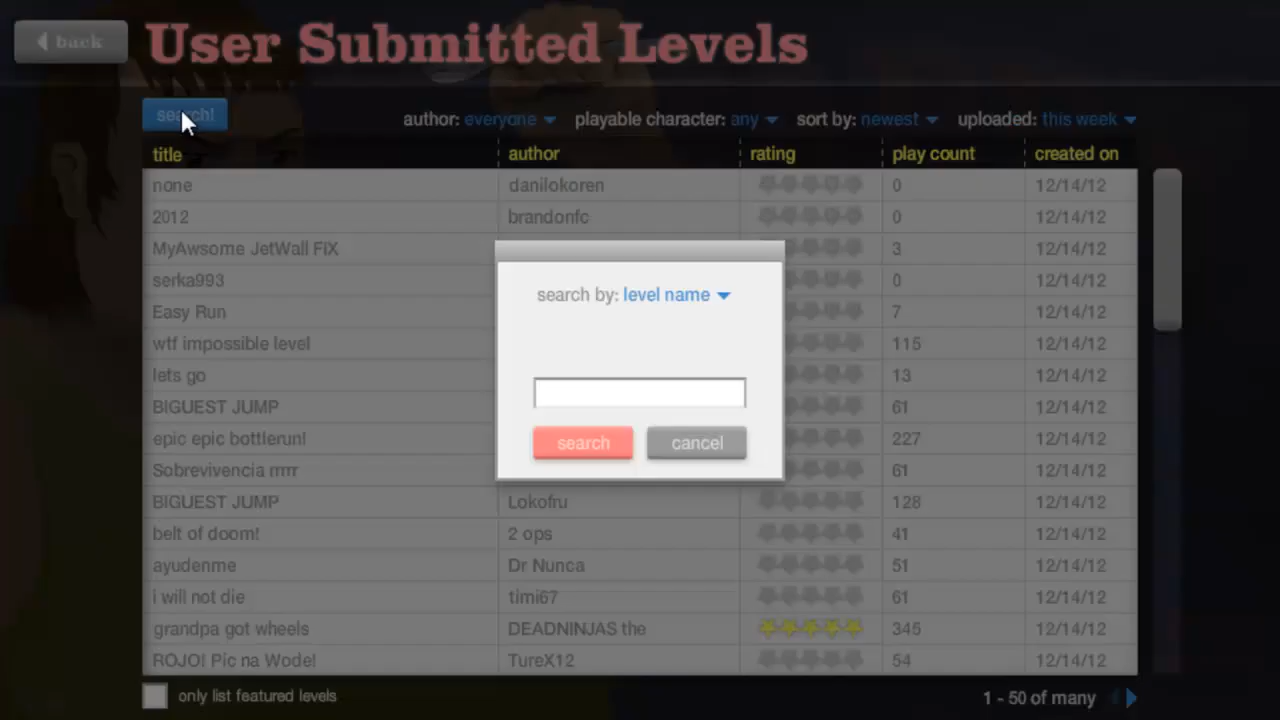 back
User Submitted Levels
search!
author: everyone
playable character: any
sort by: newest
uploaded: this week
title author rating play count created on
none danilokoren 0 12/14/12
2012 brandonfc 0 12/14/12
MyAwsome JetWall FIX 3 12/14/12
serka993 0 12/14/12
Easy Run 7 12/14/12
wtf impossible level 115 12/14/12
lets go 13 12/14/12
BIGUEST JUMP 61 12/14/12
epic epic bottlerun! 227 12/14/12
Sobrevivencia rrrrr 61 12/14/12
BIGUEST JUMP Lokofru 128 12/14/12
belt of doom! 2 ops 41 12/14/12
ayudenme Dr Nunca 51 12/14/12
i will not die timi67 61 12/14/12
grandpa got wheels DEADNINJAS the 345 12/14/12
ROJO! Pic na Wode! TureX12 54 12/14/12
search by: level name
search
cancel
only list featured levels
1 - 50 of many